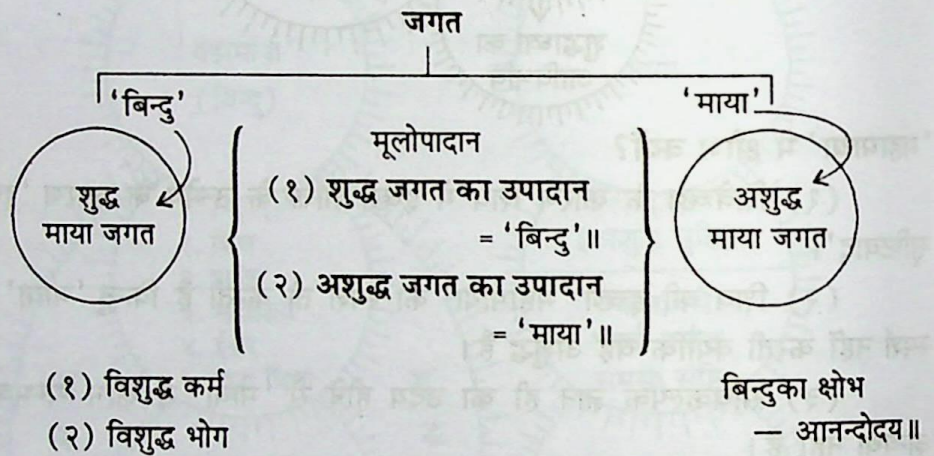 जगत
'बिन्दु'
'माया'
शुद्ध
माया जगत
मूलोपादान
(१) शुद्ध जगत का उपादान
= 'बिन्दु'॥
(२) अशुद्ध जगत का उपादान
= 'माया'॥
अशुद्ध
माया जगत
(१) विशुद्ध कर्म
(२) विशुद्ध भोग
बिन्दुका क्षोभ
— आनन्दोदय॥